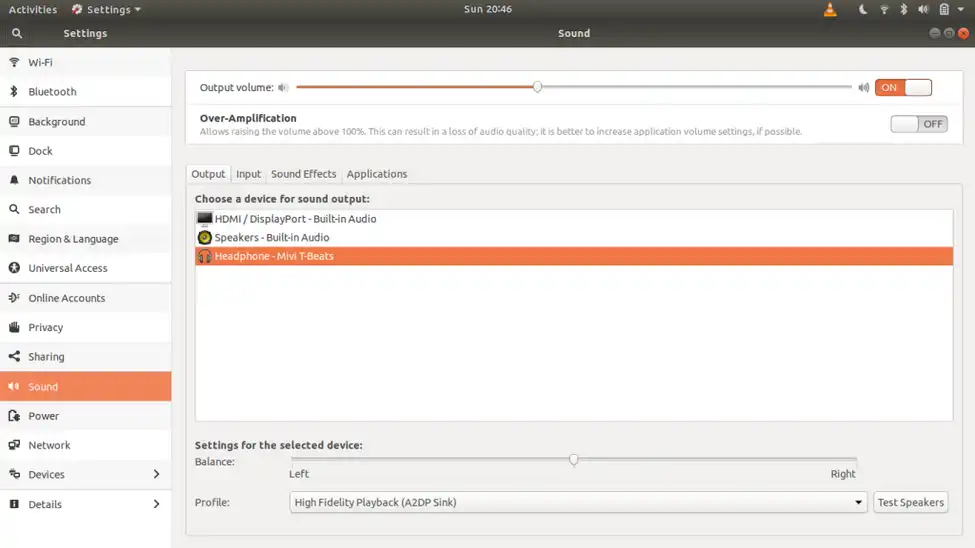 Activities Settings Sun 20:46
Settings Sound
Wi-Fi
Bluetooth
Background
Dock
Notifications
Search
Region & Language
Universal Access
Online Accounts
Privacy
Sharing
Sound
Power
Network
Devices
Details
Output volume: ON
Over-Amplification
Allows raising the volume above 100%. This can result in a loss of audio quality; it is better to increase application volume settings, if possible. OFF
Output Input Sound Effects Applications
Choose a device for sound output:
HDMI / DisplayPort - Built-in Audio
Speakers - Built-in Audio
Headphone - Mivi T-Beats
Settings for the selected device:
Balance:
Left Right
Profile: High Fidelity Playback (A2DP Sink) Test Speakers